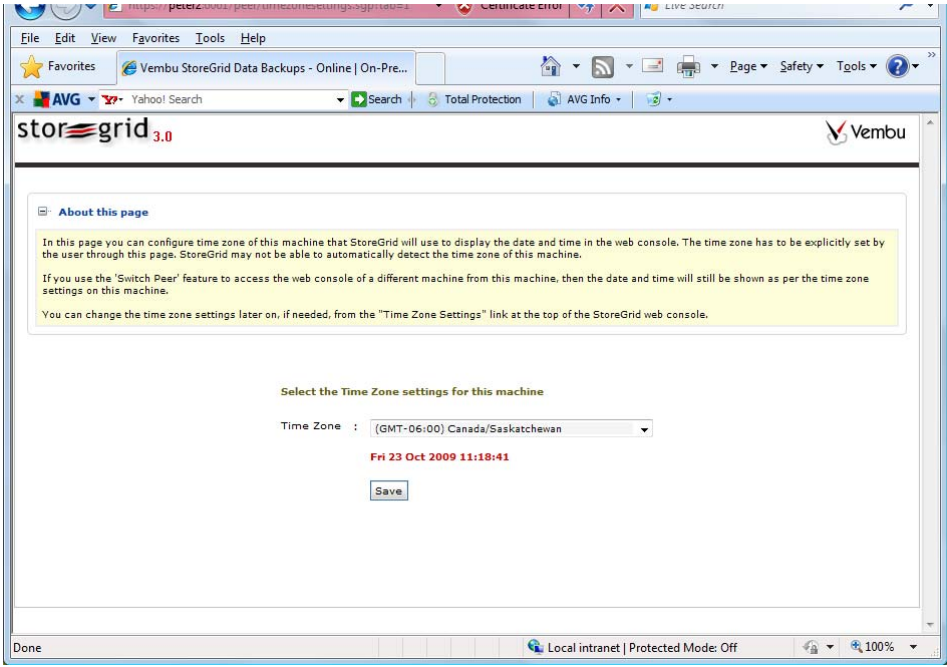 https://peter2:6061/peer/timezonesettings.sgp?tab=1 Certificate Error Live Search
File Edit View Favorites Tools Help
Favorites Vembu StoreGrid Data Backups - Online | On-Pre... Page Safety Tools
AVG Yahoo! Search Search Total Protection AVG Info
storegrid 3.0 Vembu
About this page
In this page you can configure time zone of this machine that StoreGrid will use to display the date and time in the web console. The time zone has to be explicitly set by
the user through this page. StoreGrid may not be able to automatically detect the time zone of this machine.
If you use the 'Switch Peer' feature to access the web console of a different machine from this machine, then the date and time will still be shown as per the time zone
settings on this machine.
You can change the time zone settings later on, if needed, from the "Time Zone Settings" link at the top of the StoreGrid web console.
Select the Time Zone settings for this machine
Time Zone : (GMT-06:00) Canada/Saskatchewan
Fri 23 Oct 2009 11:18:41
Save
Done Local intranet | Protected Mode: Off 100%